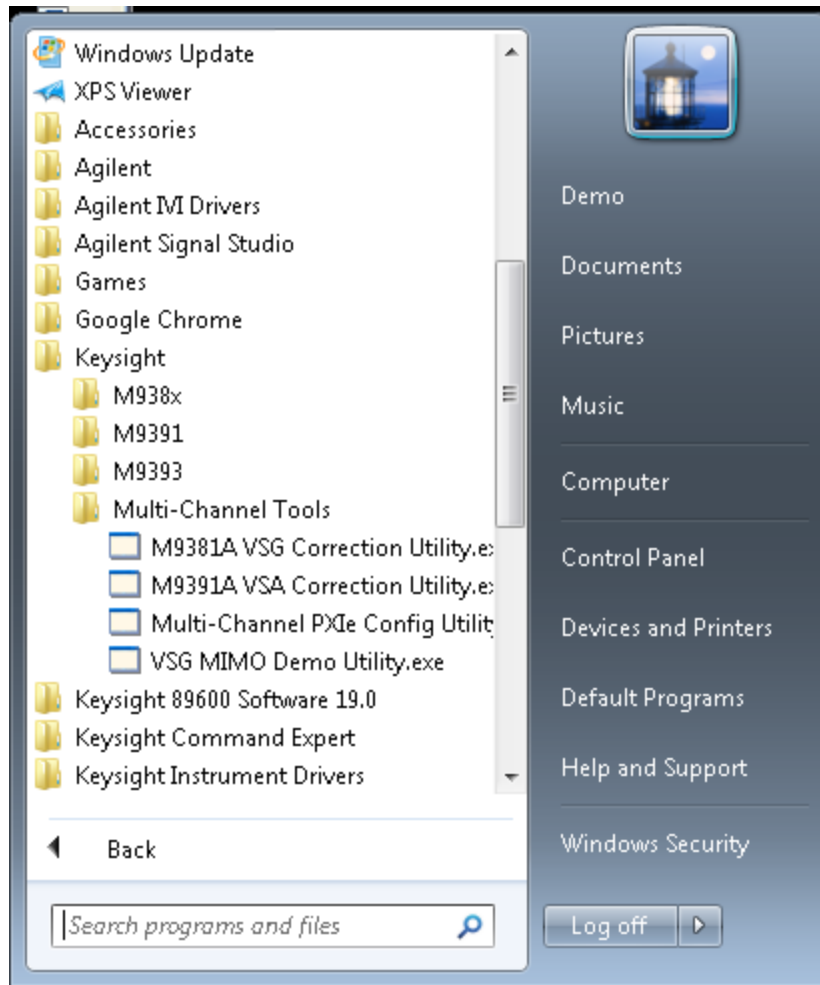 Windows Update
XPS Viewer
Accessories
Agilent
Agilent IVI Drivers
Agilent Signal Studio
Games
Google Chrome
Keysight
M938x
M9391
M9393
Multi-Channel Tools
M9381A VSG Correction Utility.ex
M9391A VSA Correction Utility.ex
Multi-Channel PXIe Config Utilit
VSG MIMO Demo Utility.exe
Keysight 89600 Software 19.0
Keysight Command Expert
Keysight Instrument Drivers
Back
Search programs and files
Demo
Documents
Pictures
Music
Computer
Control Panel
Devices and Printers
Default Programs
Help and Support
Windows Security
Log off